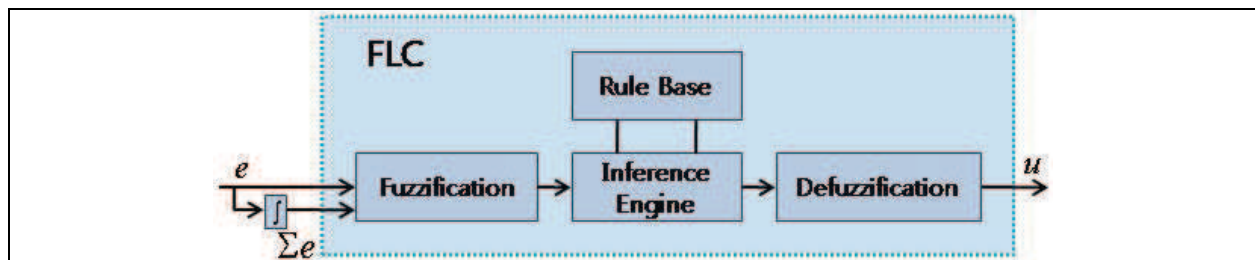 FLC
Rule Base
e
Fuzzification
Inference
Engine
Defuzzification
u
∫
Σe